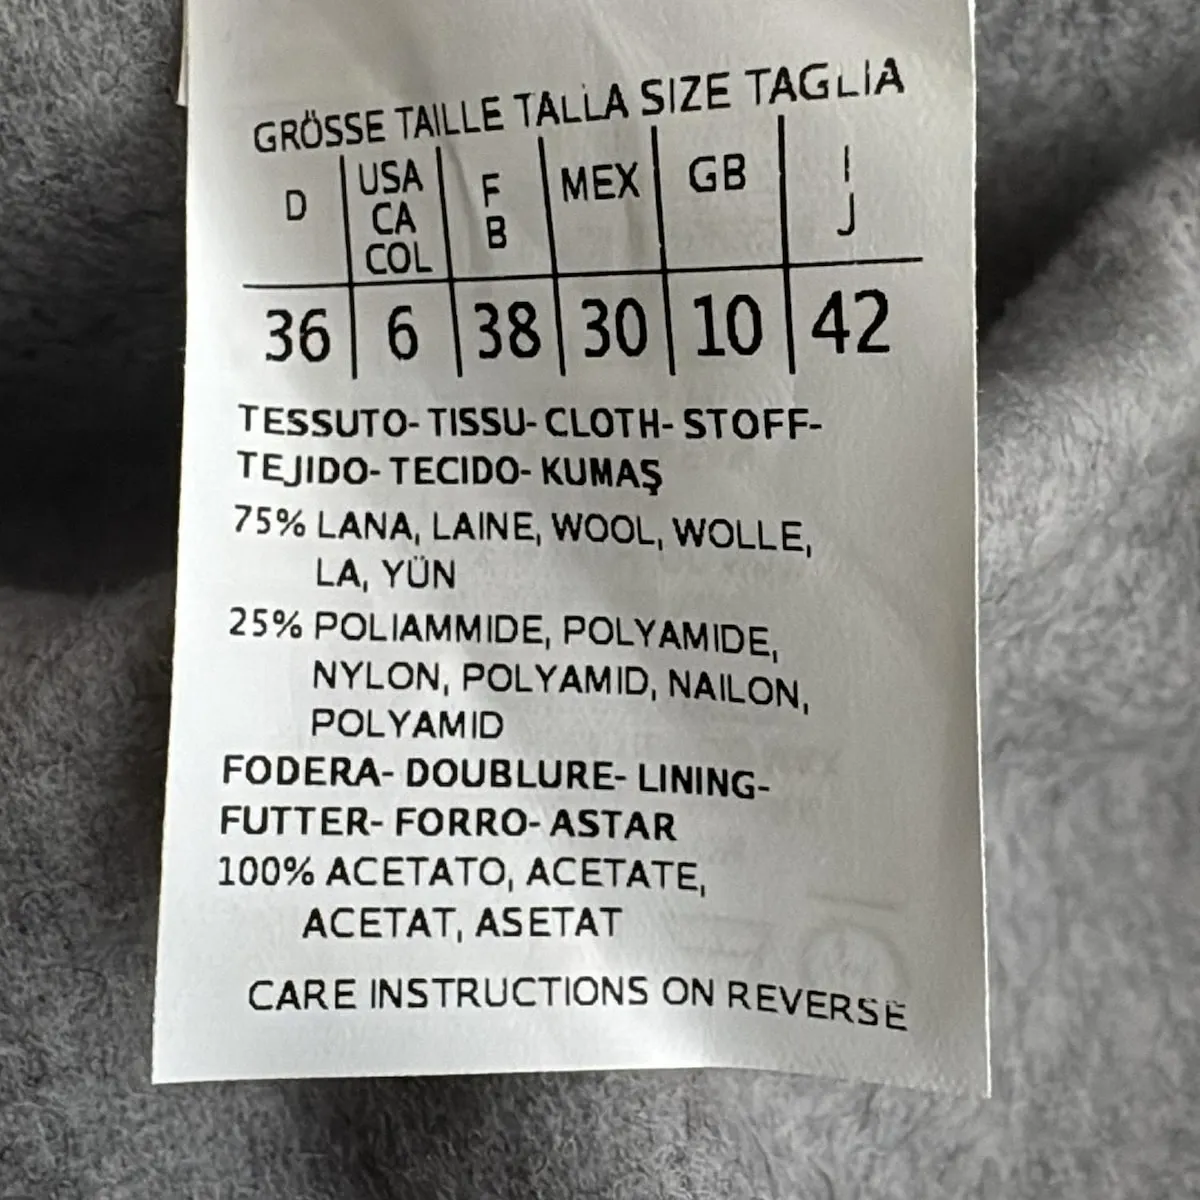 GRÖSSE TAILLE TALLA SIZE TAGLIA
D USA CA COL F B MEX GB I J
36 6 38 30 10 42
TESSUTO- TISSU- CLOTH- STOFF-
TEJIDO- TECIDO- KUMAŞ
75% LANA, LAINE, WOOL, WOLLE,
LA, YÜN
25% POLIAMMIDE, POLYAMIDE,
NYLON, POLYAMID, NAILON,
POLYAMID
FODERA- DOUBLURE- LINING-
FUTTER- FORRO- ASTAR
100% ACETATO, ACETATE,
ACETAT, ASETAT
CARE INSTRUCTIONS ON REVERSE